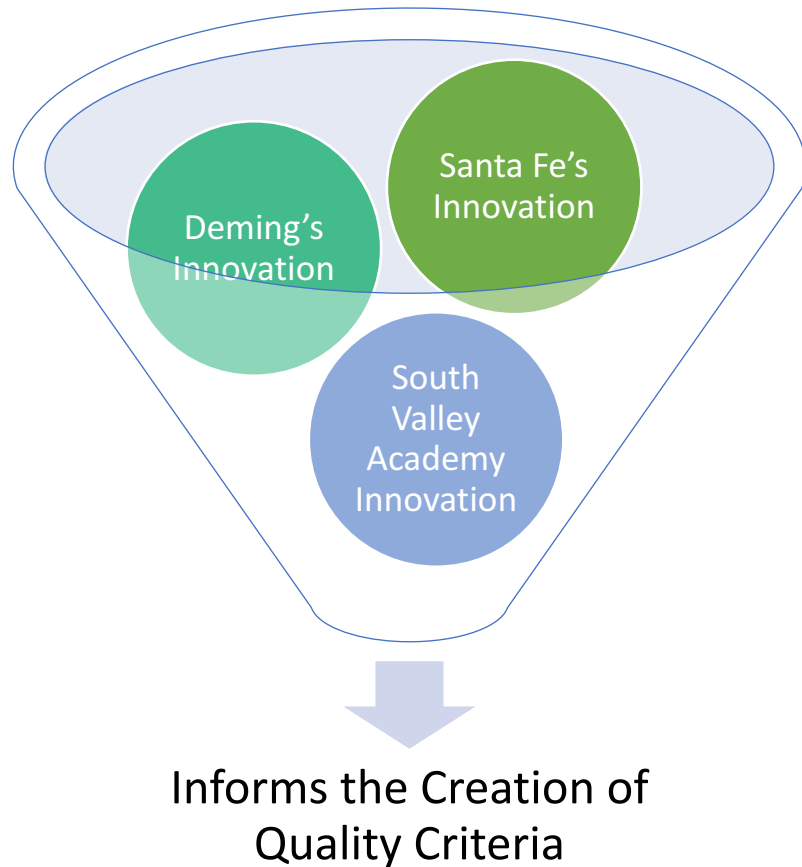 Santa Fe’s
Innovation
Deming’s
Innovation
South
Valley
Academy
Innovation
Informs the Creation of
Quality Criteria